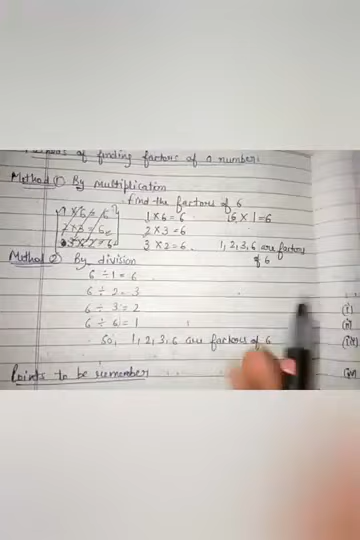 of finding factors of a number:
Method ① By multiplication
find the factors of 6
1 × 6 = 6 6 × 1 = 6
2 × 3 = 6
3 × 2 = 6 1, 2, 3, 6 are factors
of 6
Method ② By division
6 ÷ 1 = 6
6 ÷ 2 = 3
6 ÷ 3 = 2
6 ÷ 6 = 1
So, 1, 2, 3, 6 are factors of 6
Points to be remember
(i)
(ii)
(iii)
(iv)